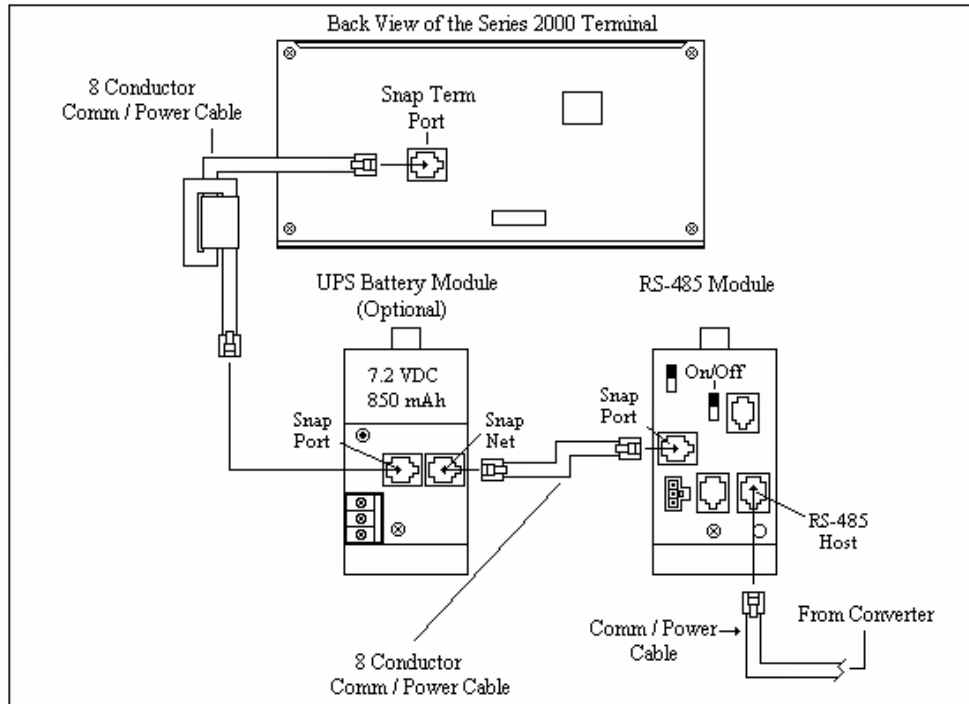 Back View of the Series 2000 Terminal
8 Conductor
Comm / Power Cable
Snap Term
Port
UPS Battery Module
(Optional)
RS-485 Module
7.2 VDC
850 mAh
On/Off
Snap
Port
Snap
Net
Snap
Port
RS-485
Host
From Converter
Comm / Power
Cable
8 Conductor
Comm / Power Cable